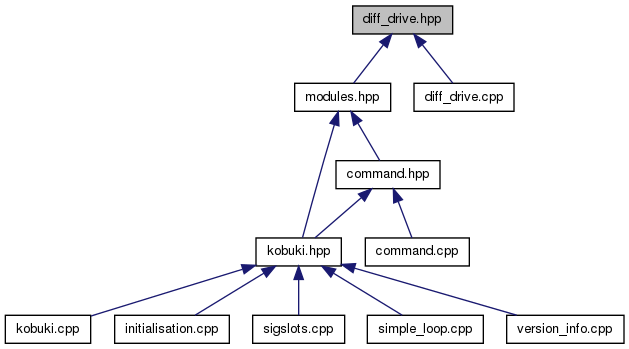 diff_drive.hpp
modules.hpp
diff_drive.cpp
command.hpp
kobuki.hpp
command.cpp
kobuki.cpp
initialisation.cpp
sigslots.cpp
simple_loop.cpp
version_info.cpp